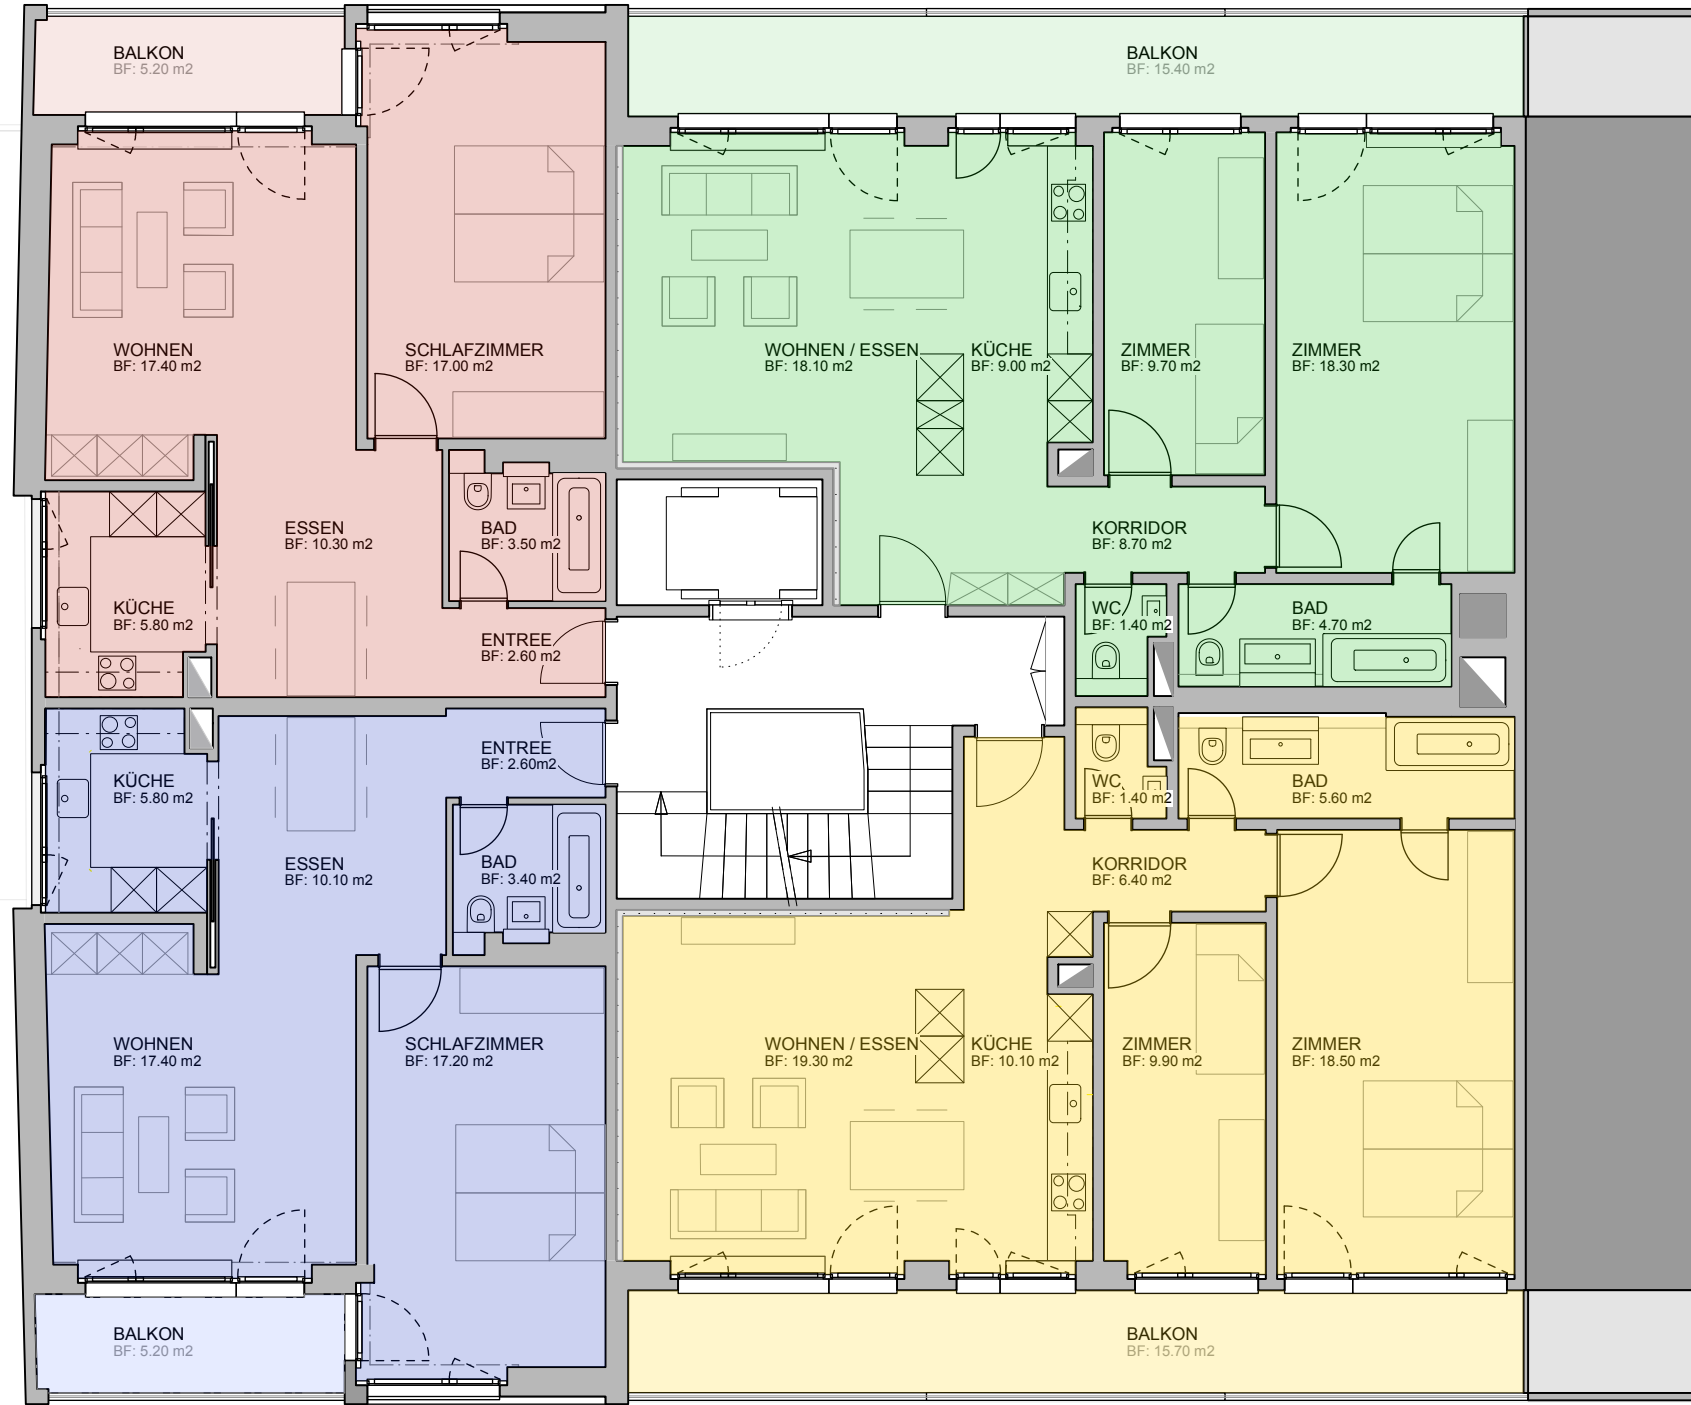 BALKON
BF: 5.20 m2
BALKON
BF: 15.40 m2
WOHNEN
BF: 17.40 m2
SCHLAFZIMMER
BF: 17.00 m2
WOHNEN / ESSEN
BF: 18.10 m2
KÜCHE
BF: 9.00 m2
ZIMMER
BF: 9.70 m2
ZIMMER
BF: 18.30 m2
ESSEN
BF: 10.30 m2
BAD
BF: 3.50 m2
KORRIDOR
BF: 8.70 m2
KÜCHE
BF: 5.80 m2
ENTREE
BF: 2.60 m2
WC
BF: 1.40 m2
BAD
BF: 4.70 m2
KÜCHE
BF: 5.80 m2
ENTREE
BF: 2.60m2
WC
BF: 1.40 m2
BAD
BF: 5.60 m2
ESSEN
BF: 10.10 m2
BAD
BF: 3.40 m2
KORRIDOR
BF: 6.40 m2
WOHNEN
BF: 17.40 m2
SCHLAFZIMMER
BF: 17.20 m2
WOHNEN / ESSEN
BF: 19.30 m2
KÜCHE
BF: 10.10 m2
ZIMMER
BF: 9.90 m2
ZIMMER
BF: 18.50 m2
BALKON
BF: 5.20 m2
BALKON
BF: 15.70 m2